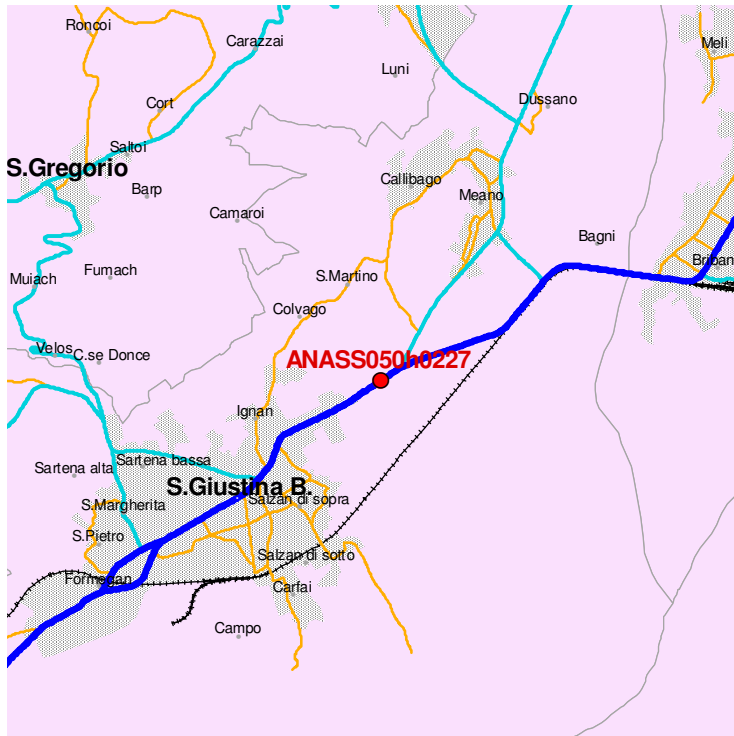 Roncoi
Carazzai
Meli
Luni
Cort
Dussano
Saltoi
S.Gregorio
Callibago
Barp
Meano
Camaroi
Bagni
Fumach
Muiach
S.Martino
Colvago
Velos
C.se Donce
ANASS050h0227
Ignan
Sartena alta
Sartena bassa
S.Giustina B.
S.Margherita
Salzan di sopra
S.Pietro
Salzan di sotto
Formegan
Carfai
Campo